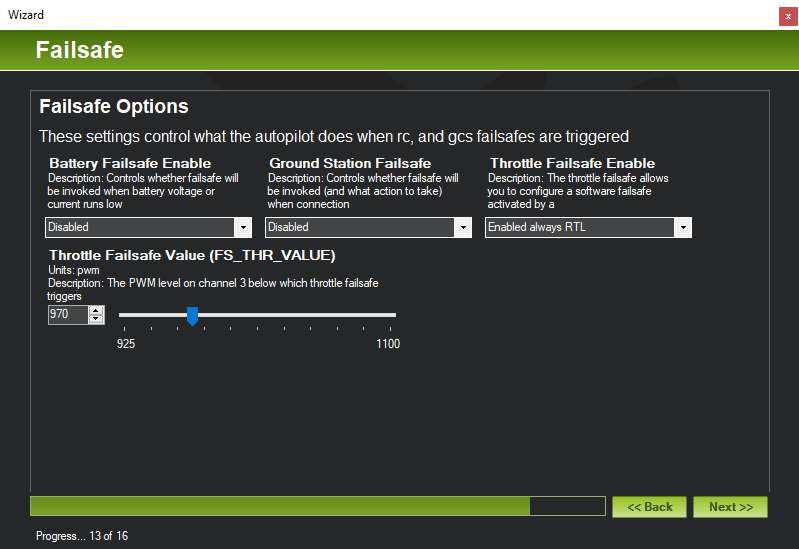 Wizard
x
Failsafe
Failsafe Options
These settings control what the autopilot does when rc, and gcs failsafes are triggered
Battery Failsafe Enable
Description: Controls whether failsafe will
be invoked when battery voltage or
current runs low
Disabled
Ground Station Failsafe
Description: Controls whether failsafe will
be invoked (and what action to take)
when connection
Disabled
Throttle Failsafe Enable
Description: The throttle failsafe allows
you to configure a software failsafe
activated by a
Enabled always RTL
Throttle Failsafe Value (FS_THR_VALUE)
Units: pwm
Description: The PWM level on channel 3 below which throttle failsafe
triggers
970
925
1100
<< Back
Next >>
Progress... 13 of 16